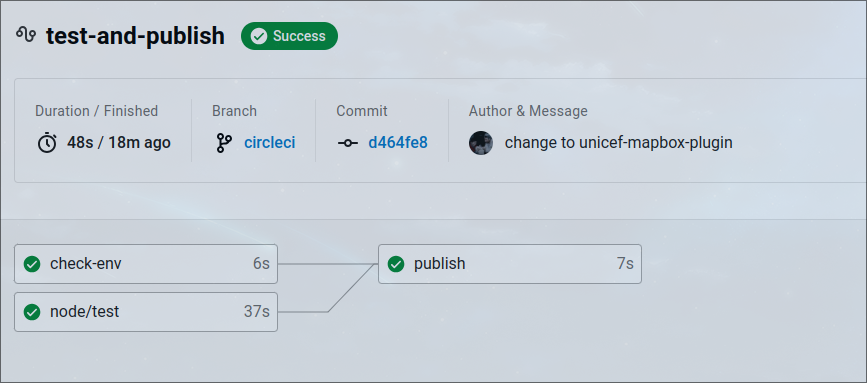 test-and-publish Success
Duration / Finished Branch Commit Author & Message
48s / 18m ago circleci d464fe8 change to unicef-mapbox-plugin
check-env 6s publish 7s
node/test 37s